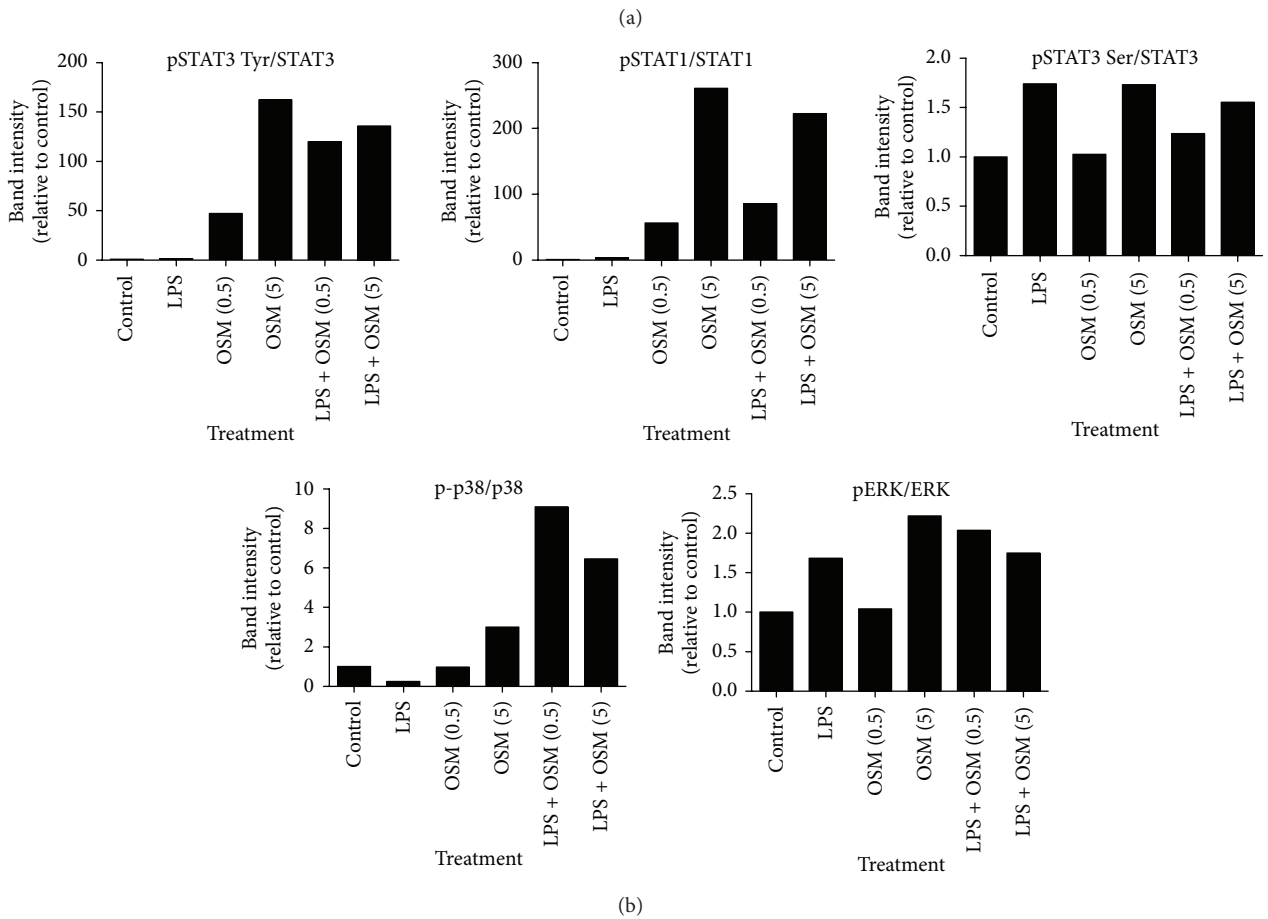 (a)
pSTAT3 Tyr/STAT3
Band intensity
(relative to control)
200
150
100
50
0
Control
LPS
OSM (0.5)
OSM (5)
LPS + OSM (0.5)
LPS + OSM (5)
Treatment
pSTAT1/STAT1
Band intensity
(relative to control)
300
200
100
0
Control
LPS
OSM (0.5)
OSM (5)
LPS + OSM (0.5)
LPS + OSM (5)
Treatment
pSTAT3 Ser/STAT3
Band intensity
(relative to control)
2.0
1.5
1.0
0.5
0.0
Control
LPS
OSM (0.5)
OSM (5)
LPS + OSM (0.5)
LPS + OSM (5)
Treatment
p-p38/p38
Band intensity
(relative to control)
10
8
6
4
2
0
Control
LPS
OSM (0.5)
OSM (5)
LPS + OSM (0.5)
LPS + OSM (5)
Treatment
pERK/ERK
Band intensity
(relative to control)
2.5
2.0
1.5
1.0
0.5
0.0
Control
LPS
OSM (0.5)
OSM (5)
LPS + OSM (0.5)
LPS + OSM (5)
Treatment
(b)